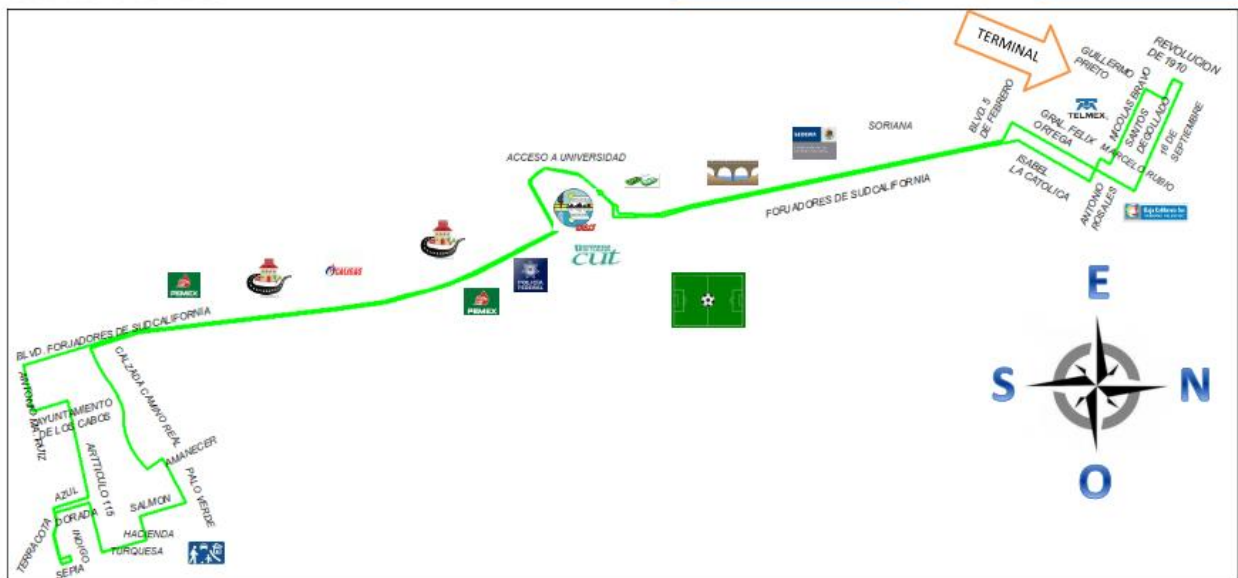 TERMINAL
GUILLERMO
PRIETO
REVOLUCION
DE 1910
NICOLAS BRAVO
SANTOS
DEGOLLADO
16 DE
SEPTIEMBRE
TELMEX
BLVD. 5
DE FEBRERO
GRAL. FELIX
ORTEGA
MARCELO RUBIO
ISABEL
LA CATOLICA
ANTONIO
ROSALES
SORIANA
FORJADORES DE SUDCALIFORNIA
ACCESO A UNIVERSIDAD
cut
POLICÍA
FEDERAL
PEMEX
CALIGAS
PEMEX
BLVD. FORJADORES DE SUDCALIFORNIA
CALZADA CAMINO REAL
AYUNTAMIENTO
DE LOS CABOS
ARTTICULO 115
AMANECER
PALO VERDE
SALMON
HACIENDA
TURQUESA
AZUL
DORADA
INDIGO
TERRACOTA
SEPIA
E
S
N
O